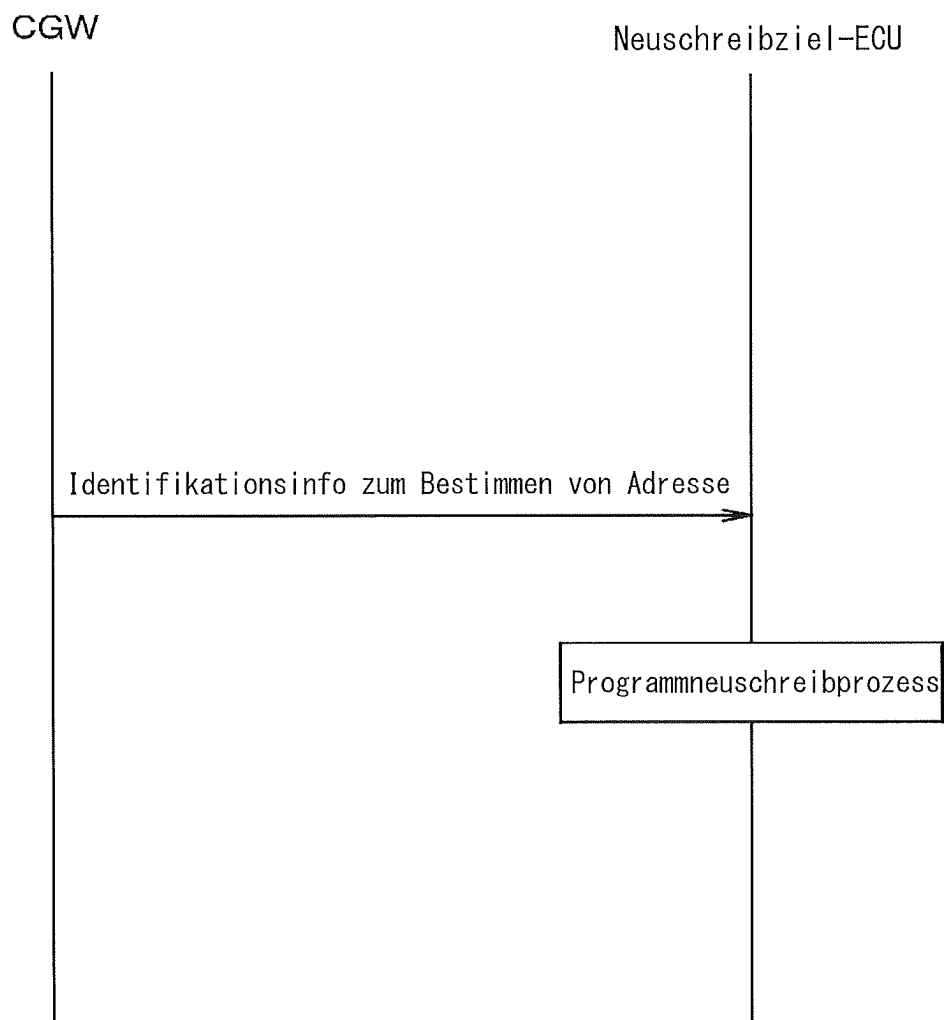 CGW
Neuschreibziel-ECU
Identifikationsinfo zum Bestimmen von Adresse
Programmneuschreibprozess